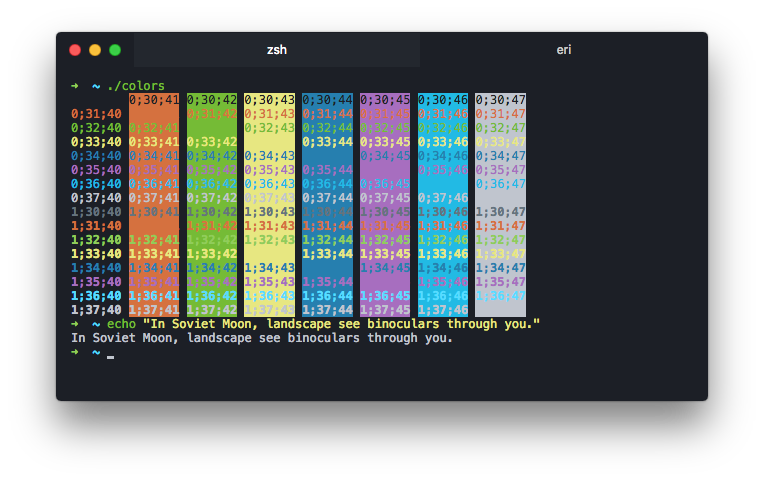 zsh eri
➜ ~ ./colors
0;30;41 0;30;42 0;30;43 0;30;44 0;30;45 0;30;46 0;30;47
0;31;40 0;31;42 0;31;43 0;31;44 0;31;45 0;31;46 0;31;47
0;32;40 0;32;41 0;32;43 0;32;44 0;32;45 0;32;46 0;32;47
0;33;40 0;33;41 0;33;42 0;33;44 0;33;45 0;33;46 0;33;47
0;34;40 0;34;41 0;34;42 0;34;43 0;34;45 0;34;46 0;34;47
0;35;40 0;35;41 0;35;42 0;35;43 0;35;44 0;35;46 0;35;47
0;36;40 0;36;41 0;36;42 0;36;43 0;36;44 0;36;45 0;36;47
0;37;40 0;37;41 0;37;42 0;37;43 0;37;44 0;37;45 0;37;46
1;30;40 1;30;41 1;30;42 1;30;43 1;30;44 1;30;45 1;30;46 1;30;47
1;31;40 1;31;42 1;31;43 1;31;44 1;31;45 1;31;46 1;31;47
1;32;40 1;32;41 1;32;42 1;32;43 1;32;44 1;32;45 1;32;46 1;32;47
1;33;40 1;33;41 1;33;42 1;33;44 1;33;45 1;33;46 1;33;47
1;34;40 1;34;41 1;34;42 1;34;43 1;34;45 1;34;46 1;34;47
1;35;40 1;35;41 1;35;42 1;35;43 1;35;44 1;35;46 1;35;47
1;36;40 1;36;41 1;36;42 1;36;43 1;36;44 1;36;45 1;36;46 1;36;47
1;37;40 1;37;41 1;37;42 1;37;43 1;37;44 1;37;45 1;37;46
➜ ~ echo "In Soviet Moon, landscape see binoculars through you."
In Soviet Moon, landscape see binoculars through you.
➜ ~